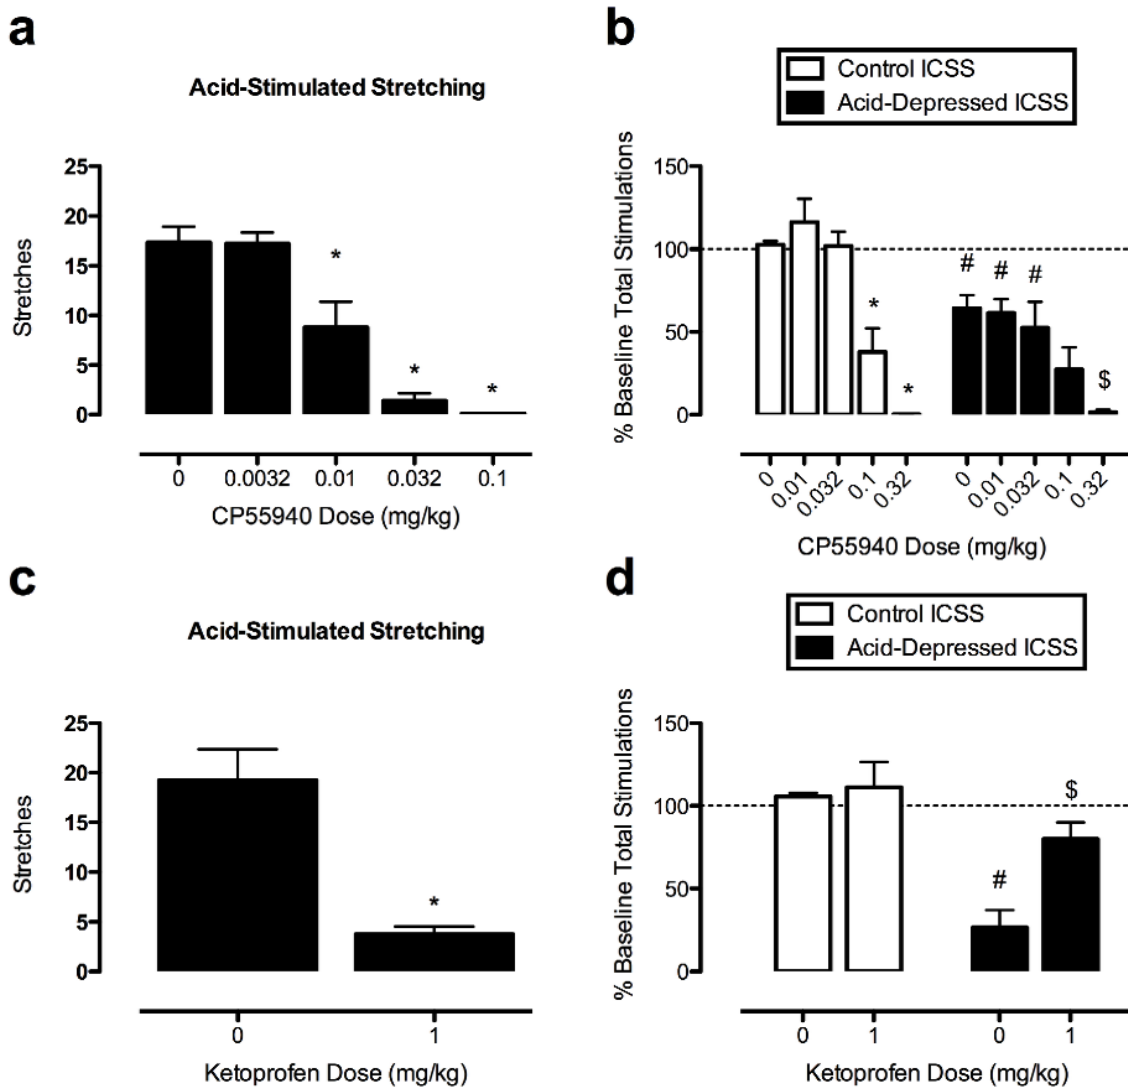 a
Acid-Stimulated Stretching
Stretches
25
20
15
10
5
0
*
*
*
0 0.0032 0.01 0.032 0.1
CP55940 Dose (mg/kg)
b
Control ICSS
Acid-Depressed ICSS
% Baseline Total Stimulations
150
100
50
0
*
*
# # #
$
0 0.01 0.032 0.1 0.32 0 0.01 0.032 0.1 0.32
CP55940 Dose (mg/kg)
c
Acid-Stimulated Stretching
Stretches
25
20
15
10
5
0
*
0 1
Ketoprofen Dose (mg/kg)
d
Control ICSS
Acid-Depressed ICSS
% Baseline Total Stimulations
150
100
50
0
#
$
0 1 0 1
Ketoprofen Dose (mg/kg)